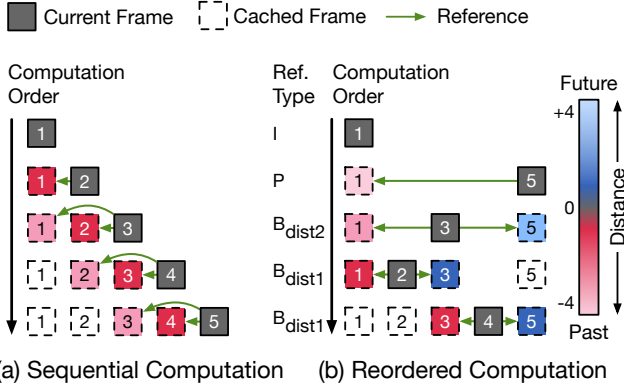 Current Frame Cached Frame Reference
Computation Order Ref. Type Computation Order Future
+4
0
-4
Past
Distance
1 I 1
1 2 P 1 5
1 2 3 Bdist2 1 3 5
1 2 3 4 Bdist1 1 2 3 5
1 2 3 4 5 Bdist1 1 2 3 4 5
(a) Sequential Computation (b) Reordered Computation